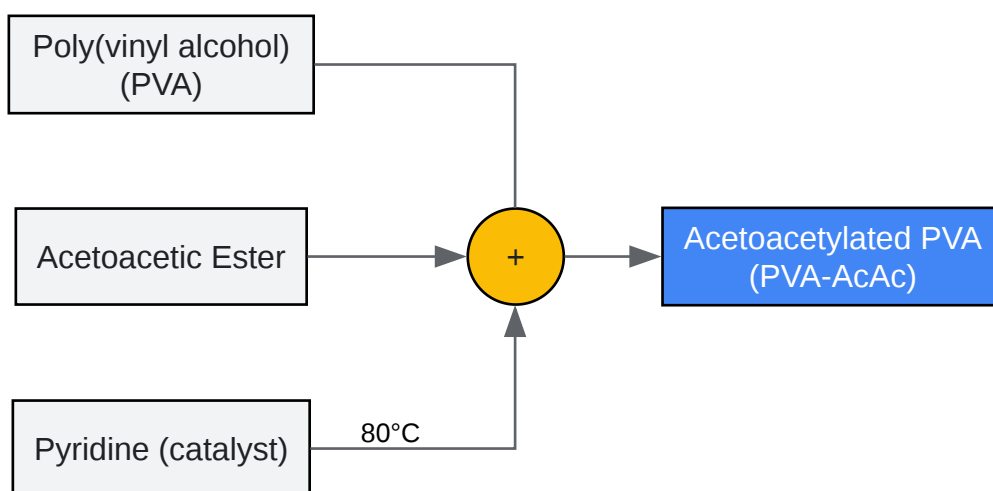 Poly(vinyl alcohol)
(PVA)
Acetoacetic Ester
+
Acetoacetylated PVA
(PVA-AcAc)
Pyridine (catalyst)
80°C